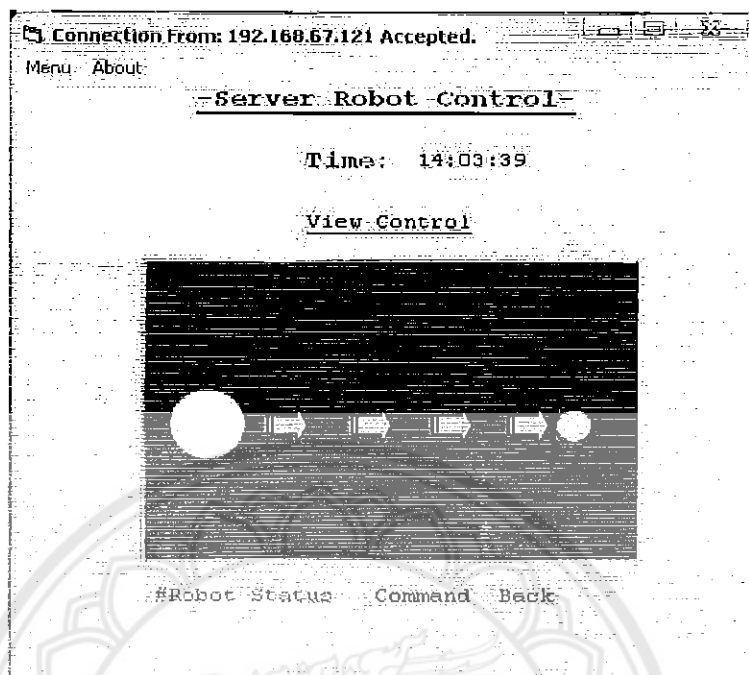 Connection From: 192.168.67.121 Accepted.
Menu About
-Server Robot Control-
Time: 14:03:39
View Control
#Robot Status Command Back